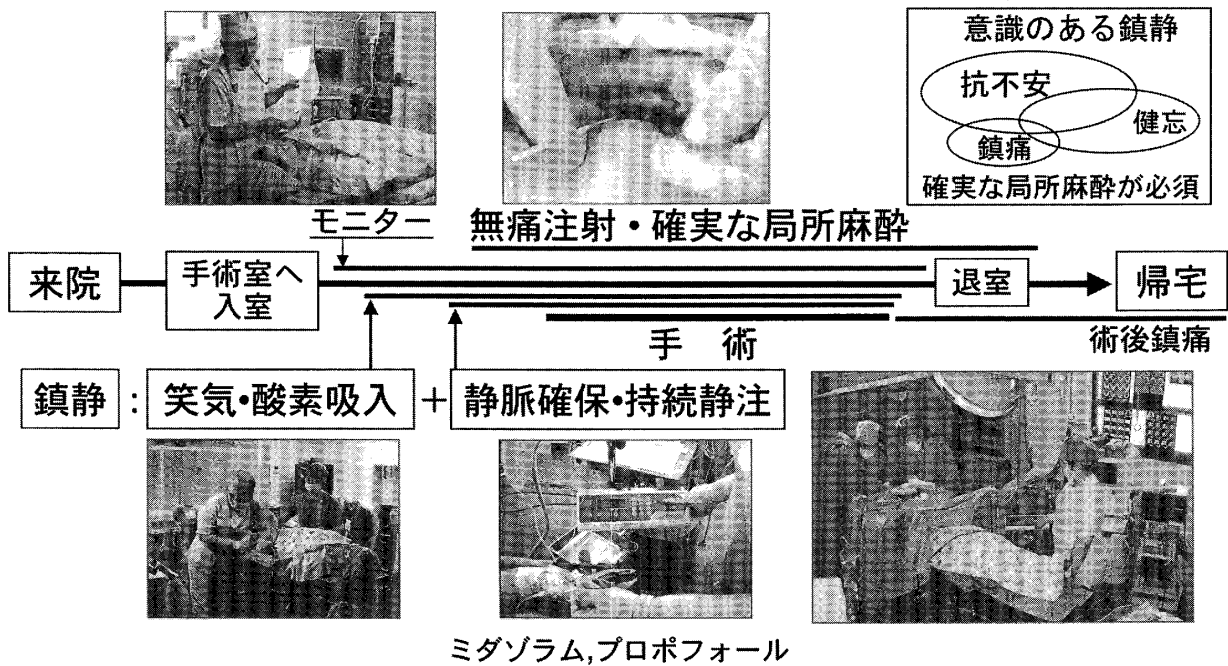 意識のある鎮静
抗不安
健忘
鎮痛
確実な局所麻酔が必須
モニター
無痛注射・確実な局所麻酔
来院
手術室へ
入室
退室
帰宅
手 術
術後鎮痛
鎮静 : 笑気・酸素吸入 + 静脈確保・持続静注
ミダゾラム,プロポフォール